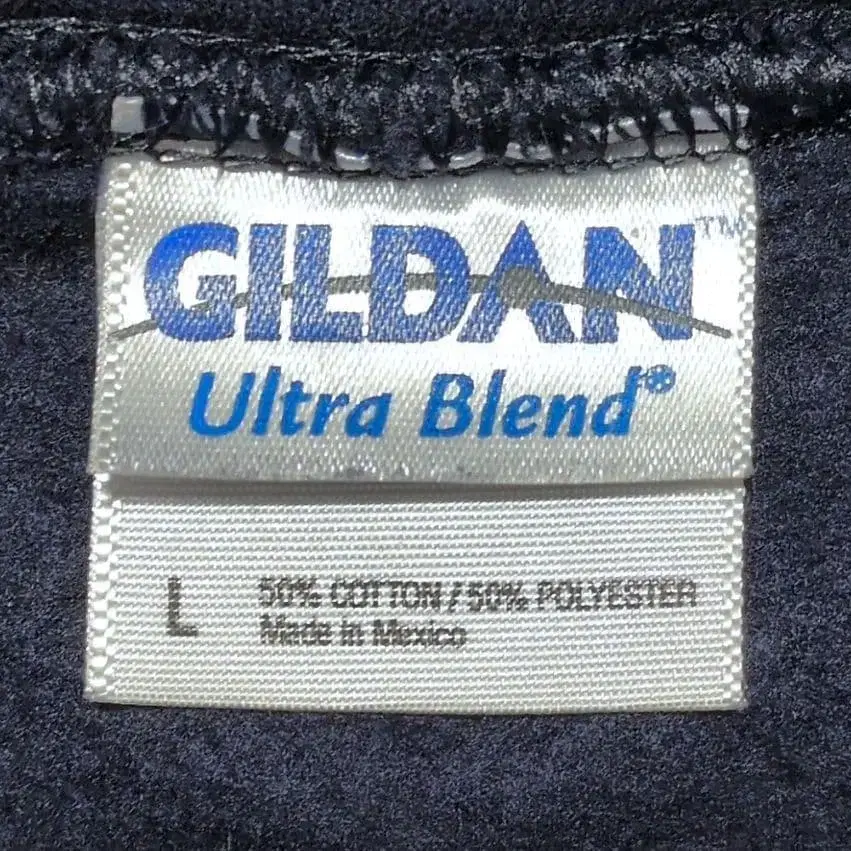 GILDAN™
Ultra Blend®
L 50% COTTON / 50% POLYESTER
Made in Mexico